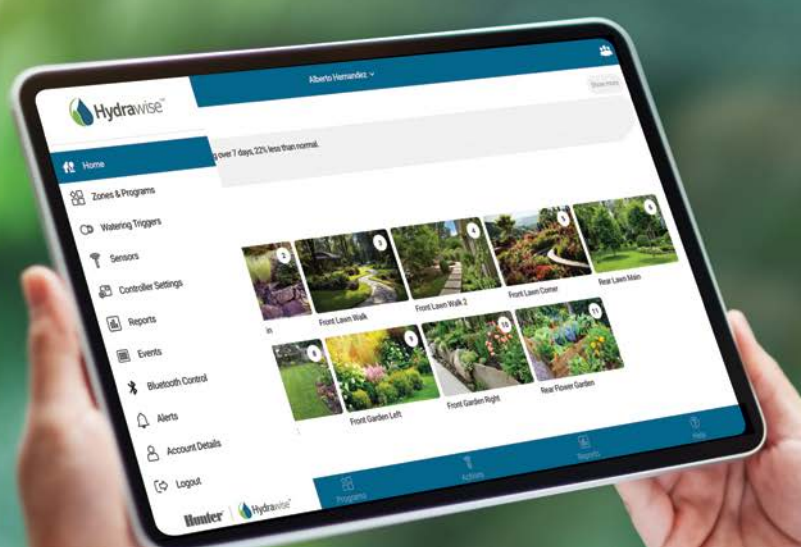 Hydrawise™
Alberto Hernandez
Show more
Home
g over 7 days, 22% less than normal.
Zones & Programs
Watering Triggers
Sensors
Controller Settings
Reports
Events
Bluetooth Control
Alerts
Account Details
Logout
2
3
4
5
6
in
Front Lawn Walk
Front Lawn Walk 2
Front Lawn Corner
Rear Lawn Main
9
10
11
Front Garden Left
Front Garden Right
Rear Flower Garden
Hunter® Hydrawise™
Programs
Actions
Reports
Help